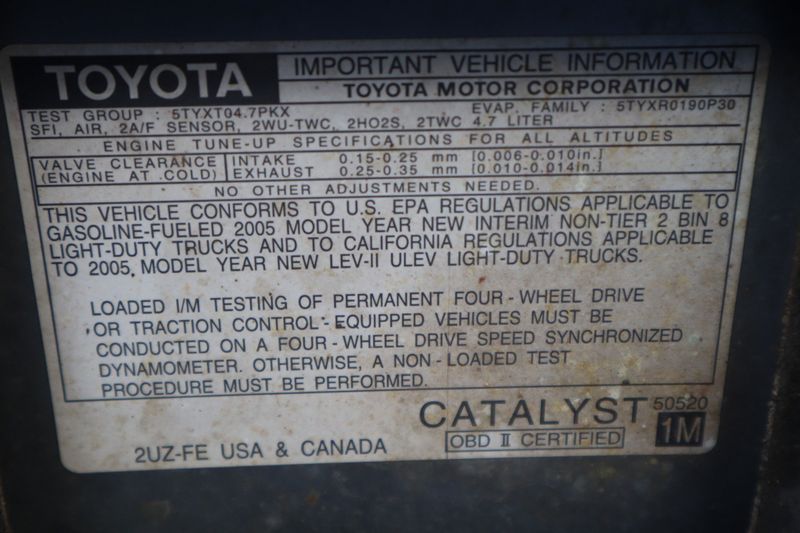 TOYOTA
IMPORTANT VEHICLE INFORMATION
TOYOTA MOTOR CORPORATION
TEST GROUP : 5TYXT04.7PKX EVAP. FAMILY : 5TYXR0190P30
SFI, AIR, 2A/F SENSOR, 2WU-TWC, 2HO2S, 2TWC 4.7 LITER
ENGINE TUNE-UP SPECIFICATIONS FOR ALL ALTITUDES
VALVE CLEARANCE INTAKE 0.15-0.25 mm [0.006-0.010in.]
(ENGINE AT COLD) EXHAUST 0.25-0.35 mm [0.010-0.014in.]
NO OTHER ADJUSTMENTS NEEDED.
THIS VEHICLE CONFORMS TO U.S. EPA REGULATIONS APPLICABLE TO
GASOLINE-FUELED 2005 MODEL YEAR NEW INTERIM NON-TIER 2 BIN 8
LIGHT-DUTY TRUCKS AND TO CALIFORNIA REGULATIONS APPLICABLE
TO 2005, MODEL YEAR NEW LEV-II ULEV LIGHT-DUTY TRUCKS.
LOADED I/M TESTING OF PERMANENT FOUR-WHEEL DRIVE
OR TRACTION CONTROL-EQUIPPED VEHICLES MUST BE
CONDUCTED ON A FOUR-WHEEL DRIVE SPEED SYNCHRONIZED
DYNAMOMETER. OTHERWISE, A NON-LOADED TEST
PROCEDURE MUST BE PERFORMED.
CATALYST 50520
OBD II CERTIFIED 1M
2UZ-FE USA & CANADA